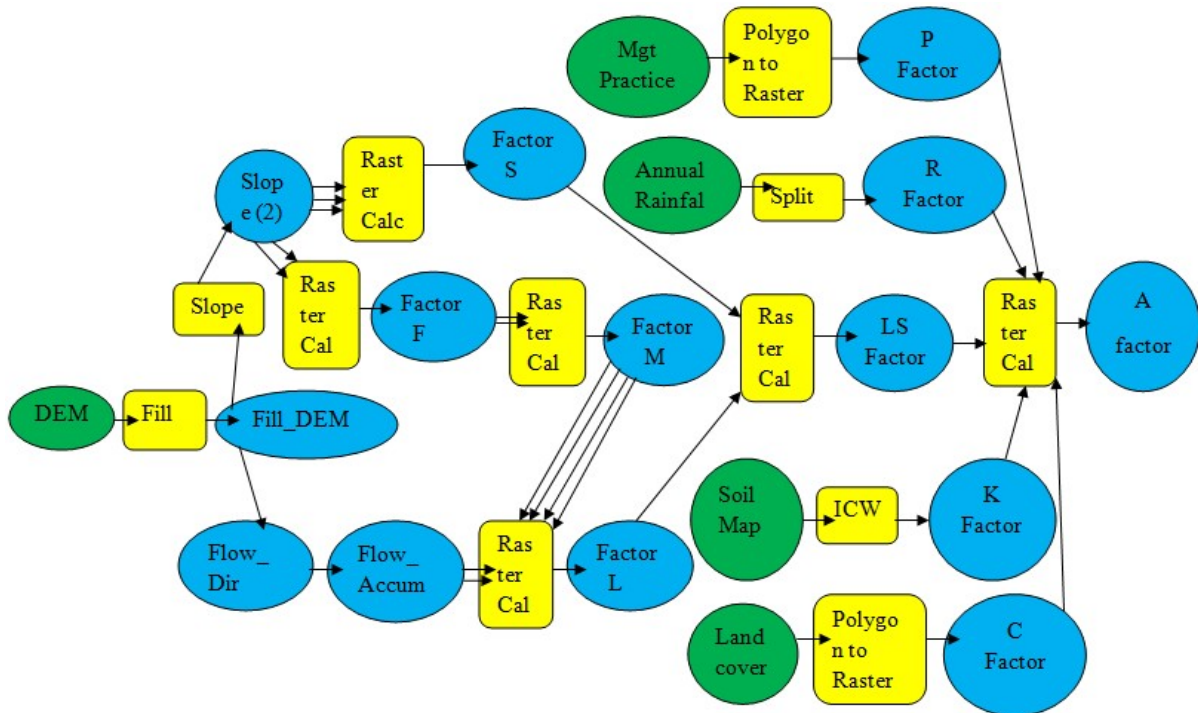 Mgt
Practice
Polygo
n to
Raster
P
Factor
Annual
Rainfal
Split
R
Factor
Slop
e (2)
Rast
er
Calc
Factor
S
Slope
Ras
ter
Cal
Factor
F
Ras
ter
Cal
Factor
M
Ras
ter
Cal
LS
Factor
Ras
ter
Cal
A
factor
DEM
Fill
Fill_DEM
Soil
Map
ICW
K
Factor
Flow_
Dir
Flow_
Accum
Ras
ter
Cal
Factor
L
Land
cover
Polygo
n to
Raster
C
Factor